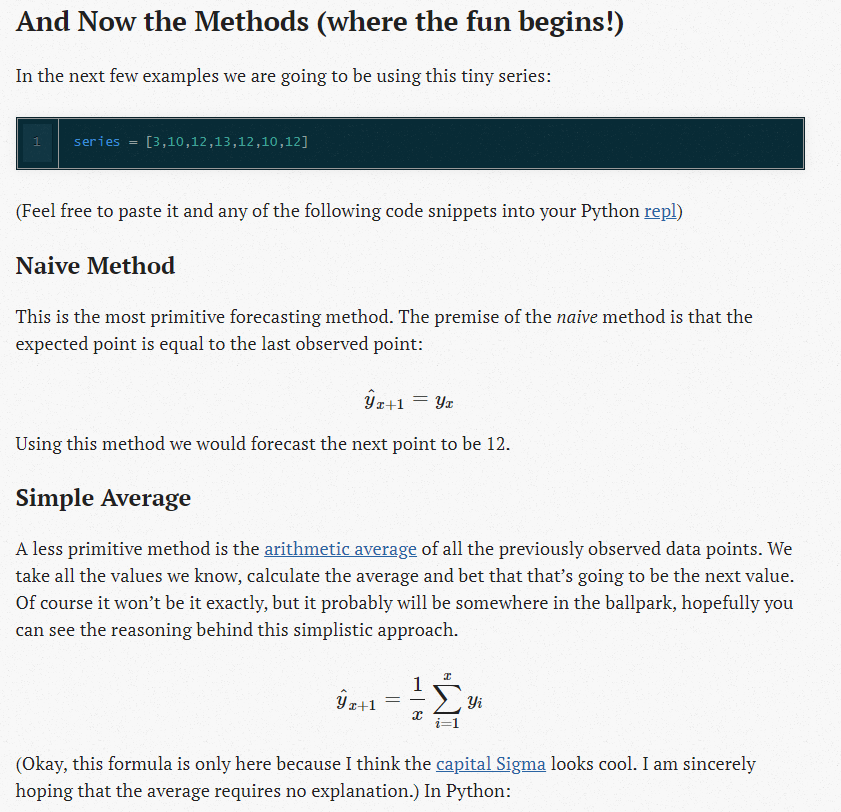 And Now the Methods (where the fun begins!)
In the next few examples we are going to be using this tiny series:
1 series = [3,10,12,13,12,10,12]
(Feel free to paste it and any of the following code snippets into your Python repl)
Naive Method
This is the most primitive forecasting method. The premise of the naive method is that the
expected point is equal to the last observed point:
ŷx+1 = yx
Using this method we would forecast the next point to be 12.
Simple Average
A less primitive method is the arithmetic average of all the previously observed data points. We
take all the values we know, calculate the average and bet that that’s going to be the next value.
Of course it won’t be it exactly, but it probably will be somewhere in the ballpark, hopefully you
can see the reasoning behind this simplistic approach.
ŷx+1 = 1/x ∑i=1x yi
(Okay, this formula is only here because I think the capital Sigma looks cool. I am sincerely
hoping that the average requires no explanation.) In Python: